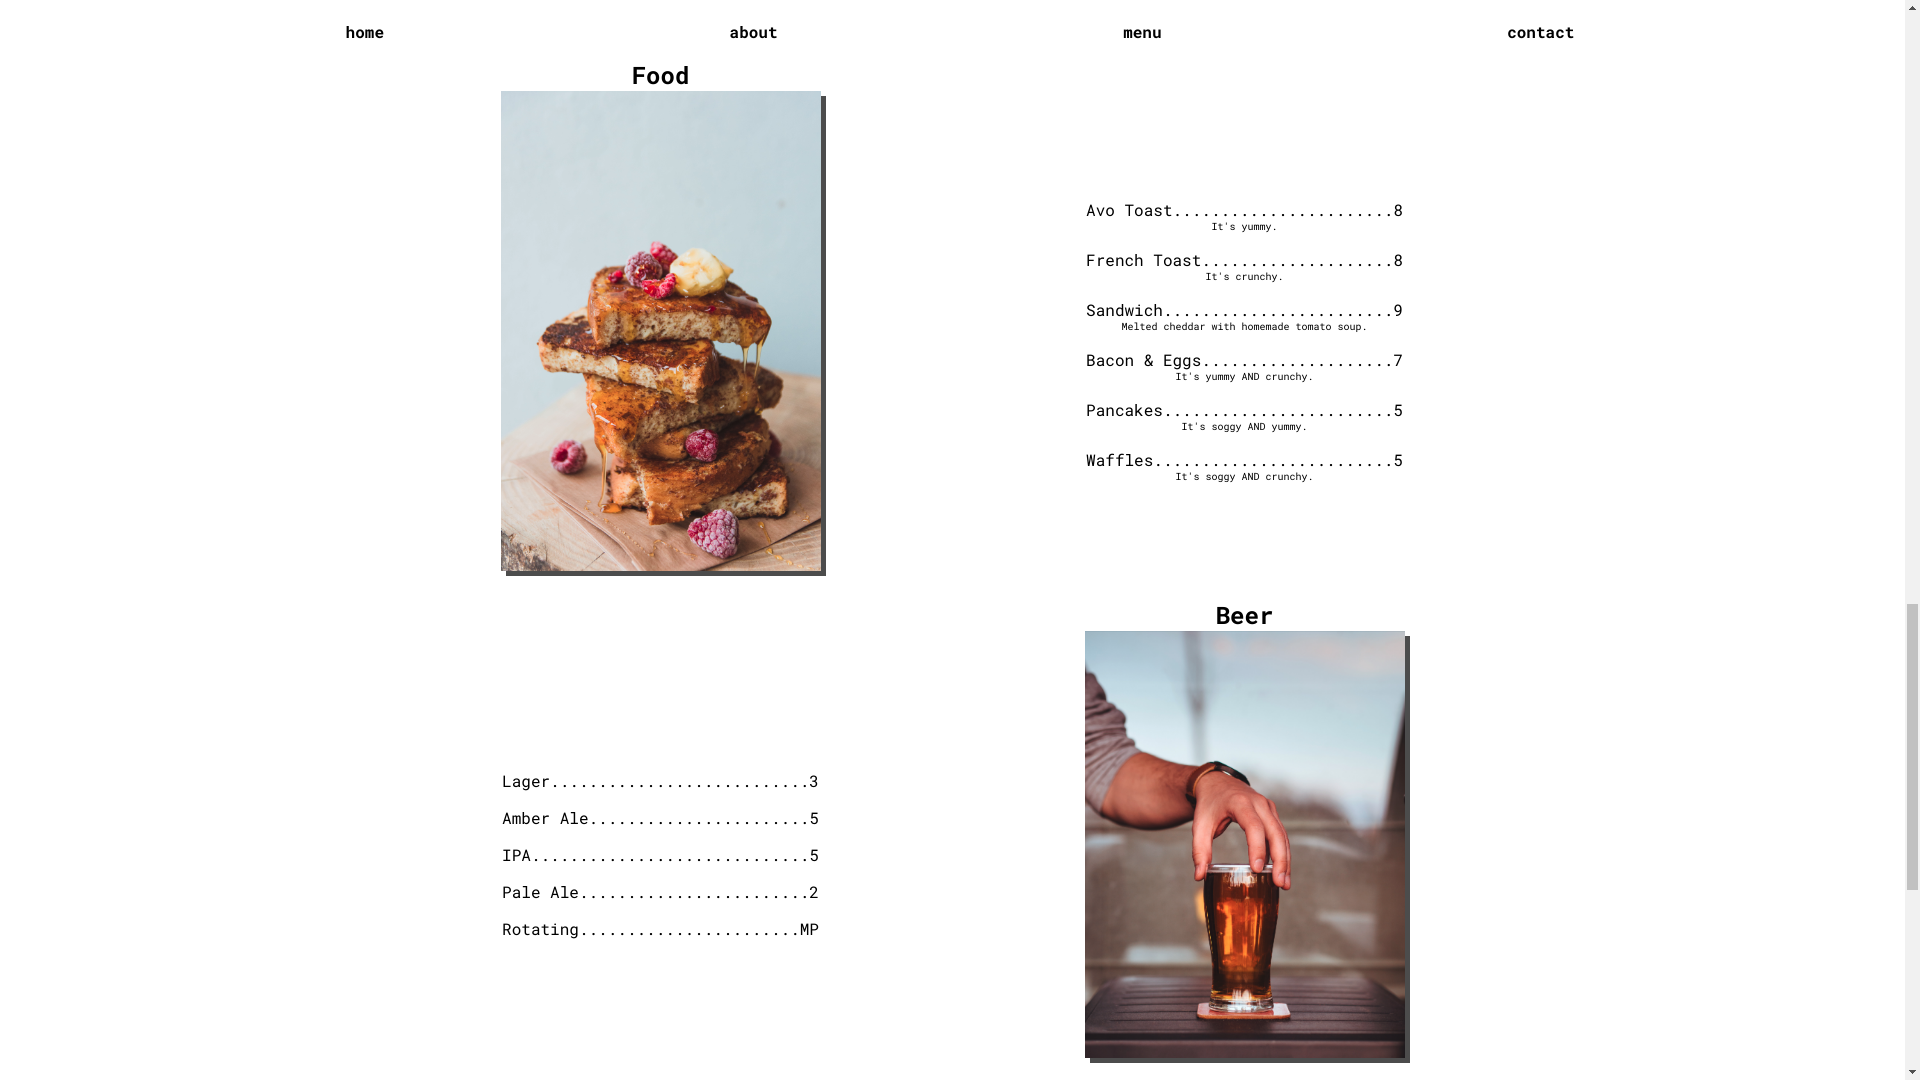 home about menu contact
Food
Avo Toast.......................8
It's yummy.
French Toast....................8
It's crunchy.
Sandwich........................9
Melted cheddar with homemade tomato soup.
Bacon & Eggs....................7
It's yummy AND crunchy.
Pancakes........................5
It's soggy AND yummy.
Waffles.........................5
It's soggy AND crunchy.
Beer
Lager...........................3
Amber Ale.......................5
IPA.............................5
Pale Ale........................2
Rotating.......................MP